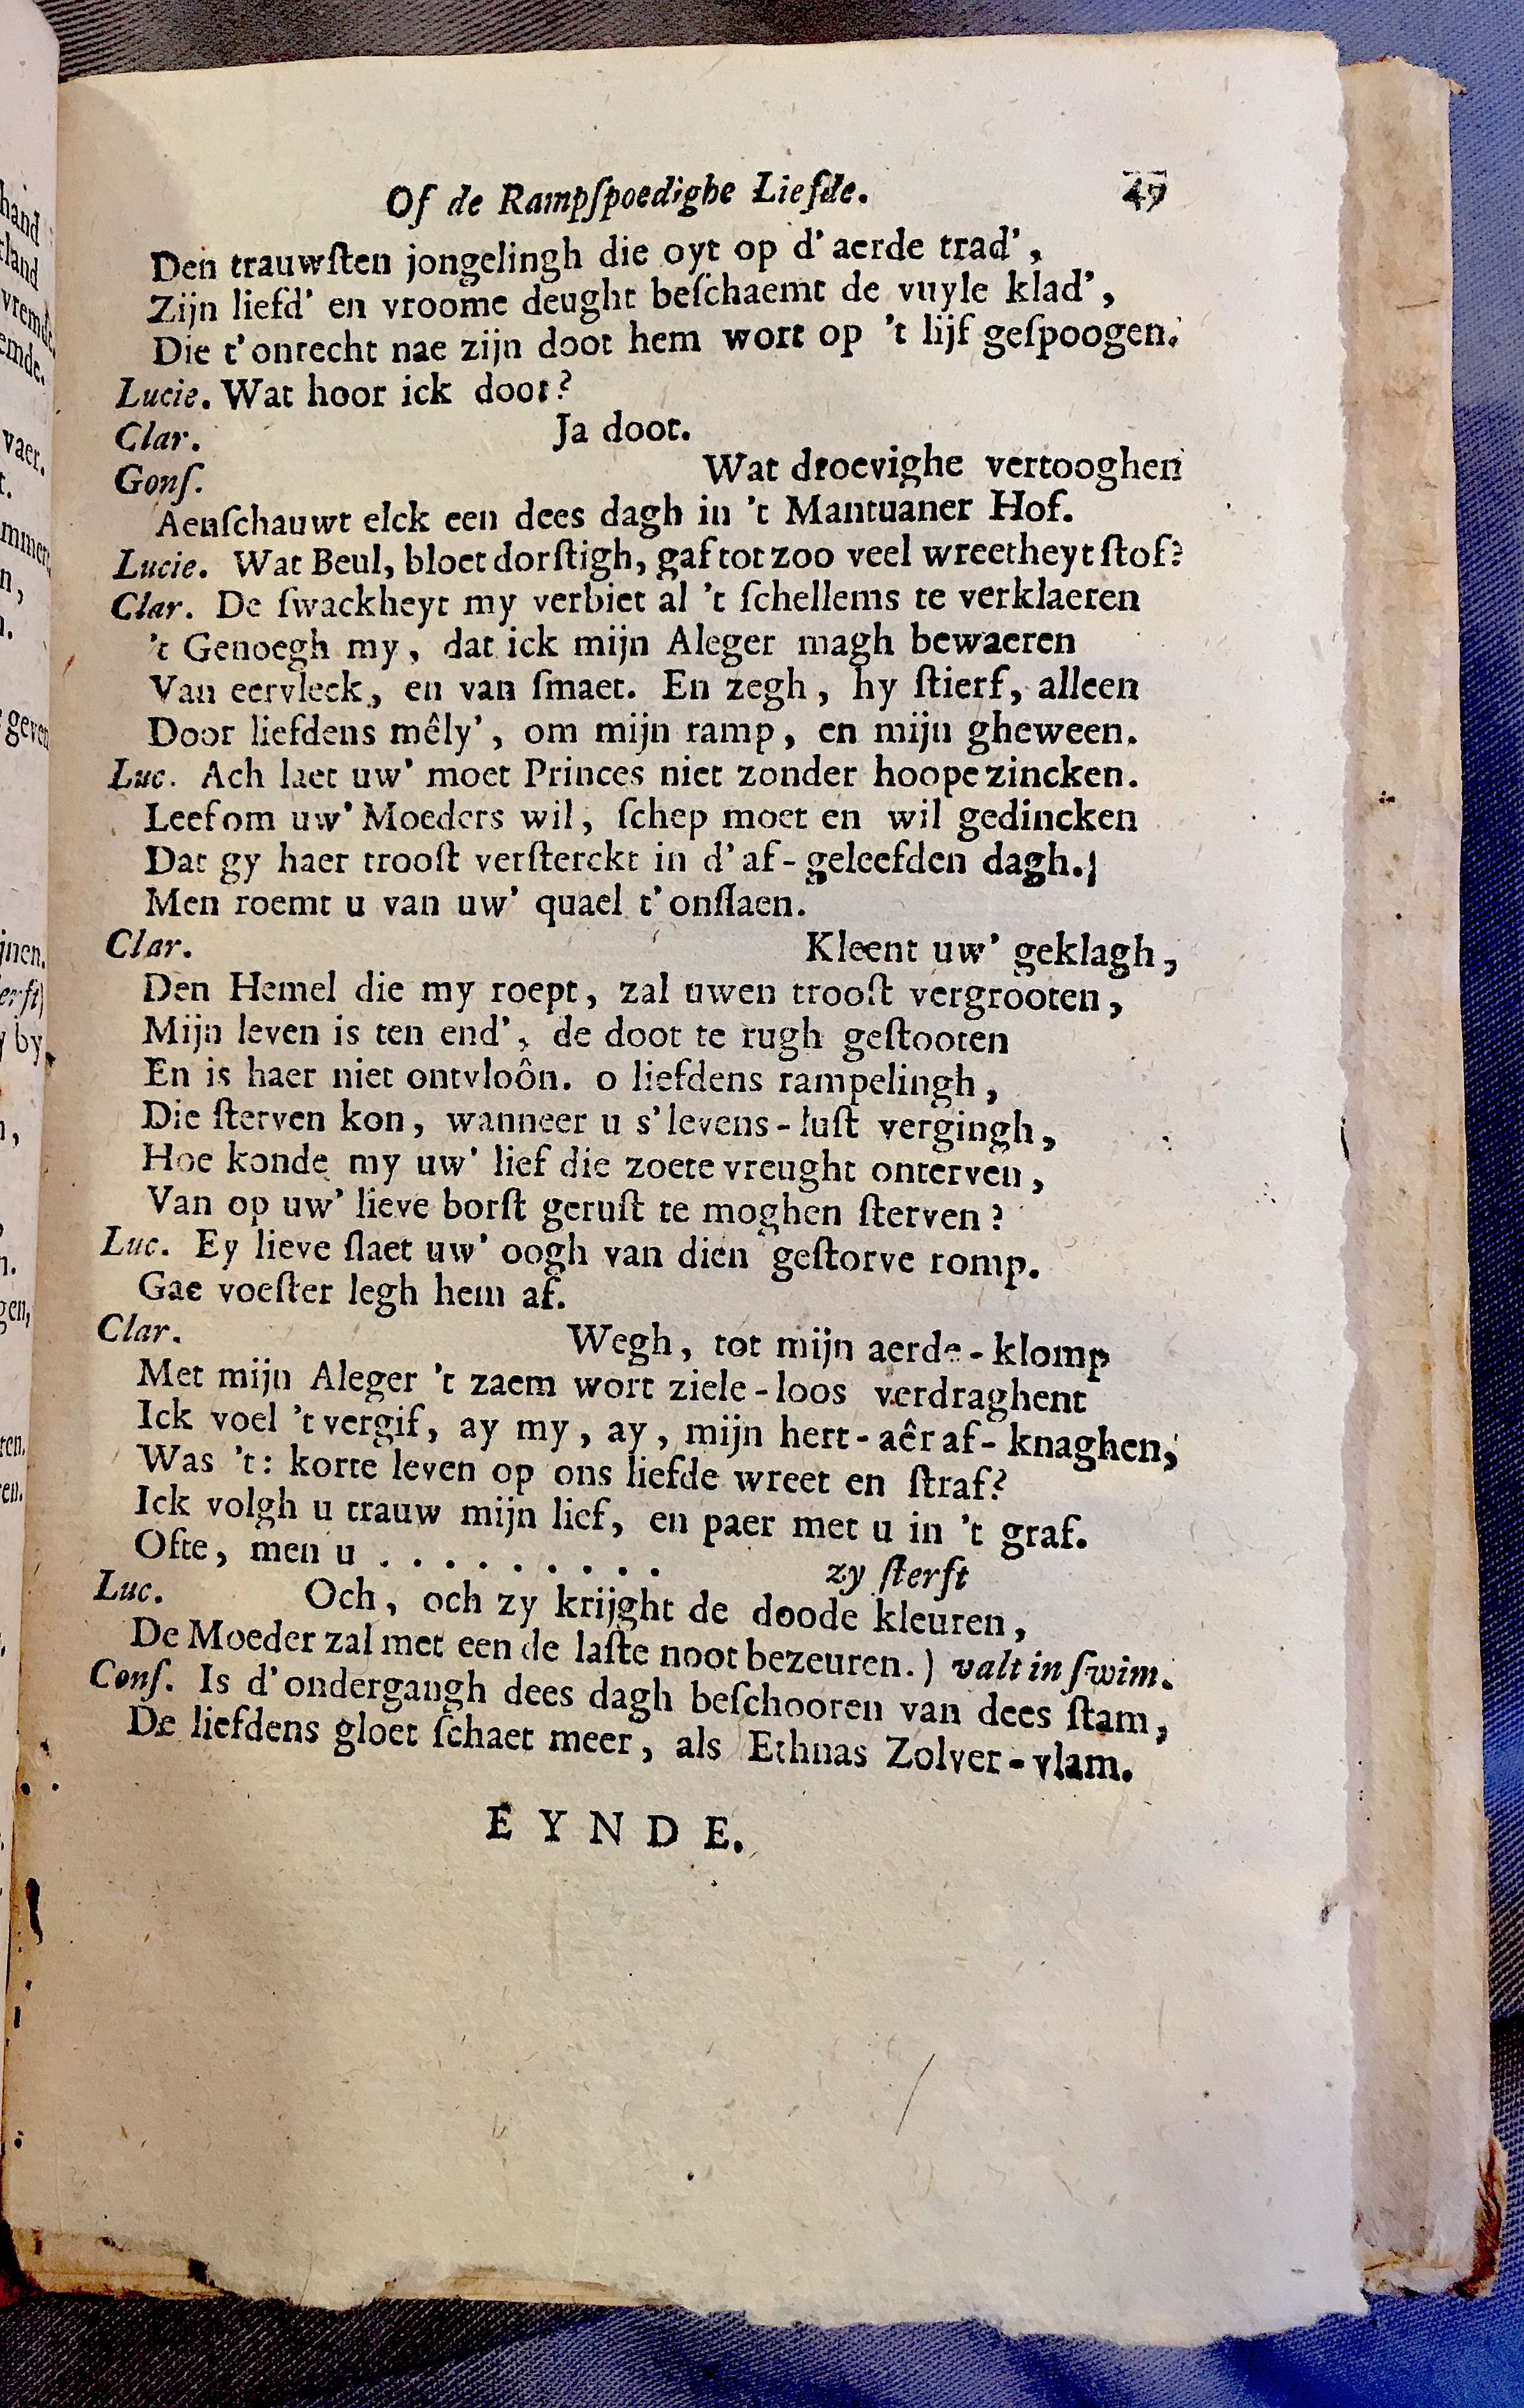 Of de Rampſpoedighe Liefde. 49
Den trauwſten jongelingh die oyt op d' aerde trad',
Zijn liefd' en vroome deught beſchaemt de vuyle klad',
Die t'onrecht nae zijn doot hem wort op 't lijf geſpoogen.
Lucie. Wat hoor ick doot?
Clar. Ja doot.
Gonſ. Wat droevighe vertooghen
Aenſchauwt elck een dees dagh in 't Mantuaner Hof.
Lucie. Wat Beul, bloet dorſtigh, gaf tot zoo veel wreetheyt ſtof?
Clar. De ſwackheyt my verbiet al 't ſchellems te verklaeren
't Genoegh my, dat ick mijn Aleger magh bewaeren
Van eervleck, en van ſmaet. En zegh, hy ſtierf, alleen
Door liefdens mêly', om mijn ramp, en mijn gheween.
Luc. Ach laet uw' moet Princes niet zonder hoope zincken.
Leef om uw' Moeders wil, ſchep moet en wil gedincken
Dat gy haer trooſt verſterckt in d' af-geleefden dagh.
Men roemt u van uw' quael t' onſlaen.
Clar. Kleent uw' geklagh,
Den Hemel die my roept, zal uwen trooſt vergrooten,
Mijn leven is ten end', de doot te rugh geſtooten
En is haer niet ontvloôn. o liefdens rampelingh,
Die ſterven kon, wanneer u s'levens-luſt vergingh,
Hoe konde my uw' lief die zoete vreught onterven,
Van op uw' lieve borſt geruſt te moghen ſterven?
Luc. Ey lieve ſlaet uw' oogh van dien geſtorve romp.
Gae voeſter legh hem af.
Clar. Wegh, tot mijn aerde-klomp
Met mijn Aleger 't zaem wort ziele-loos verdraghent
Ick voel 't vergif, ay my, ay, mijn hert-aêr af-knaghen,
Was 't: korte leven op ons liefde wreet en ſtraf?
Ick volgh u trauw mijn lief, en paer met u in 't graf.
Ofte, men u . . . . . . . . . zy ſterft
Luc. Och, och zy krijght de doode kleuren,
De Moeder zal met een de laſte noot bezeuren.) valt in ſwim.
Conſ. Is d'ondergangh dees dagh beſchooren van dees ſtam,
De liefdens gloet ſchaet meer, als Ethnas Zolver-vlam.
EYNDE.